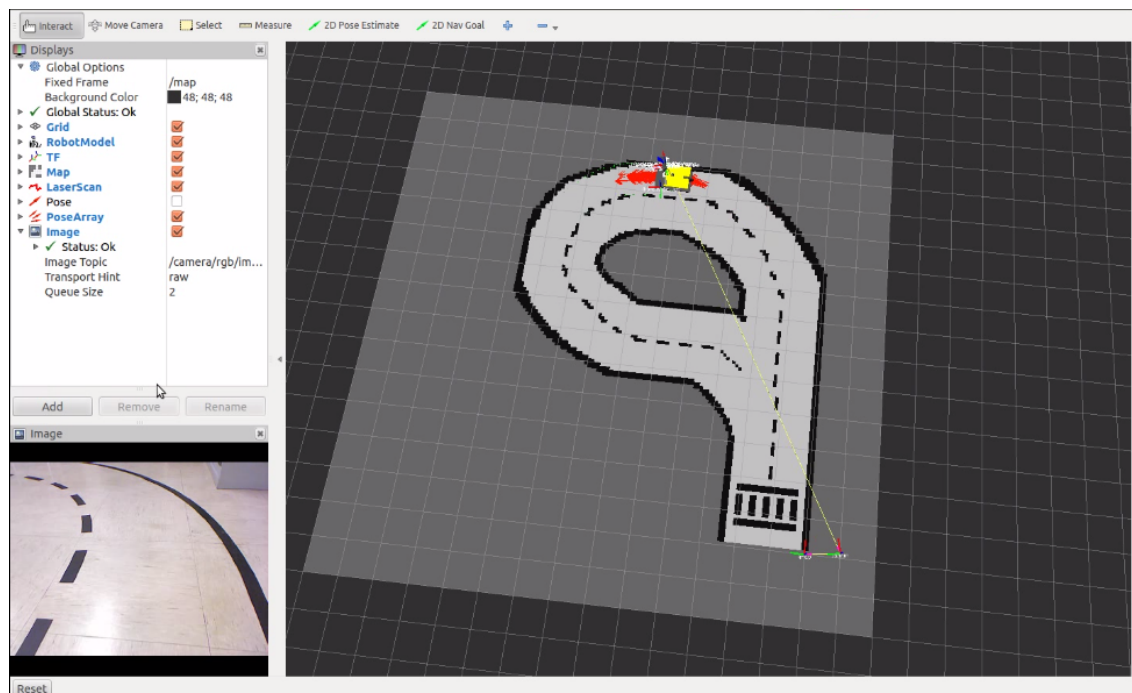 Interact Move Camera Select Measure 2D Pose Estimate 2D Nav Goal
Displays
Global Options
Fixed Frame /map
Background Color 48; 48; 48
Global Status: Ok
Grid
RobotModel
TF
Map
LaserScan
Pose
PoseArray
Image
Status: Ok
Image Topic /camera/rgb/im...
Transport Hint raw
Queue Size 2
Add Remove Rename
Image
Reset